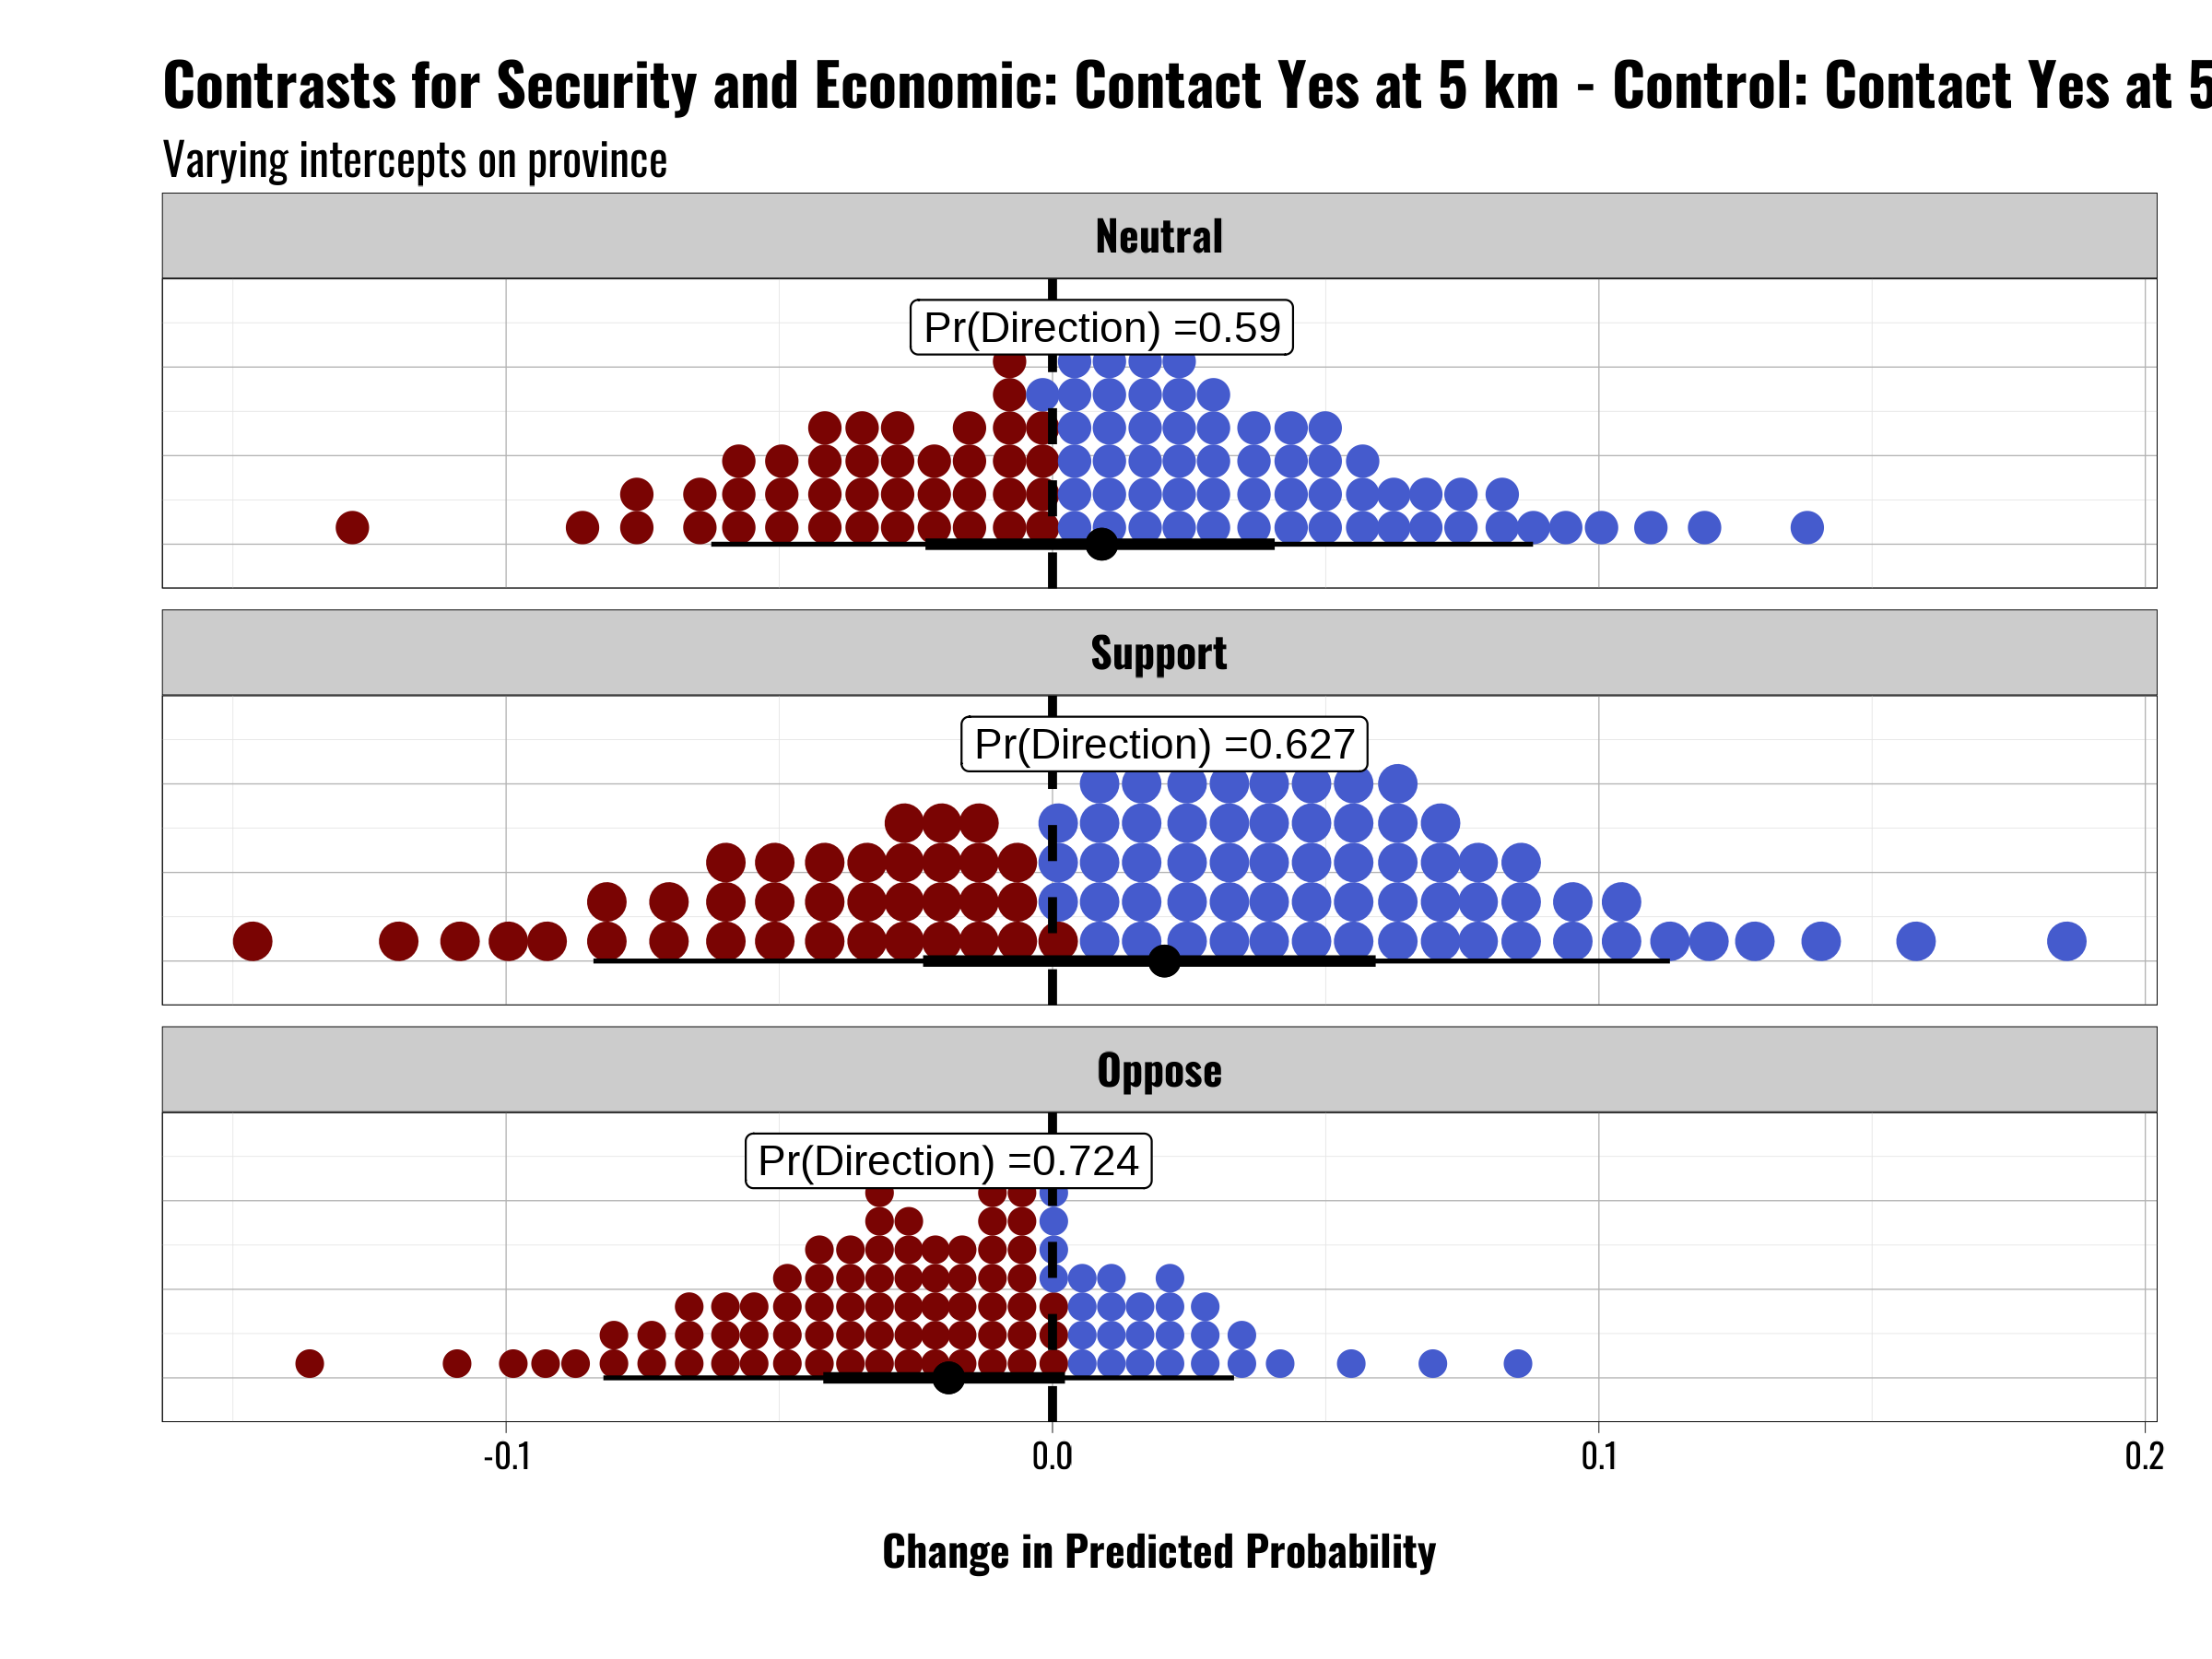 Contrasts for Security and Economic: Contact Yes at 5 km - Control: Contact Yes at 5
Varying intercepts on province
Neutral
Pr(Direction) =0.59
Support
Pr(Direction) =0.627
Oppose
Pr(Direction) =0.724
-0.1 0.0 0.1 0.2
Change in Predicted Probability